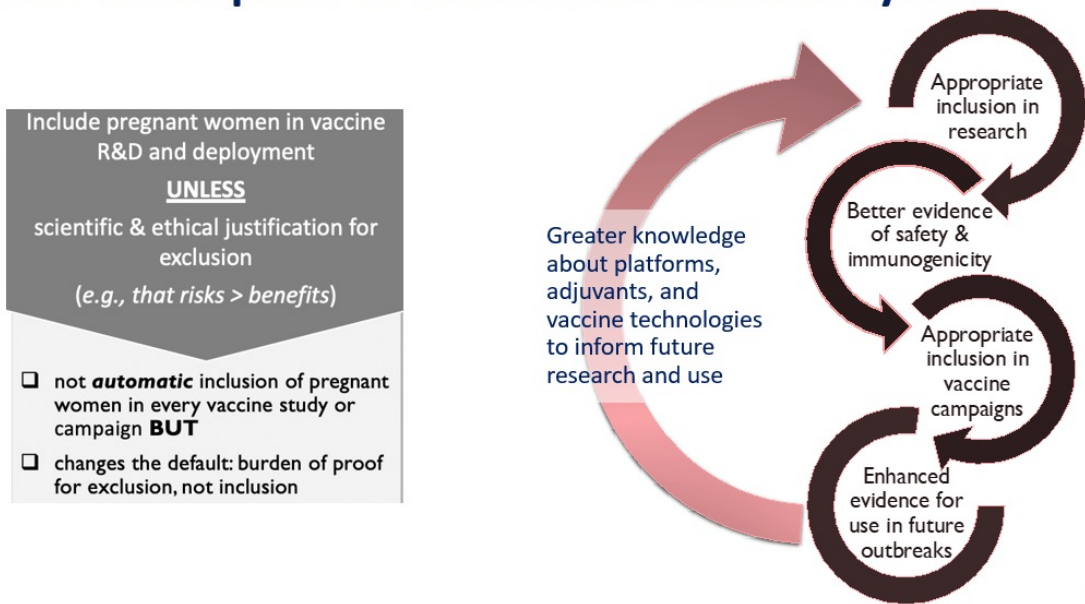 Include pregnant women in vaccine
R&D and deployment
UNLESS
scientific & ethical justification for
exclusion
(e.g., that risks > benefits)
not automatic inclusion of pregnant
women in every vaccine study or
campaign BUT
changes the default: burden of proof
for exclusion, not inclusion
Greater knowledge
about platforms,
adjuvants, and
vaccine technologies
to inform future
research and use
Appropriate
inclusion in
research
Better evidence
of safety &
immunogenicity
Appropriate
inclusion in
vaccine
campaigns
Enhanced
evidence for
use in future
outbreaks